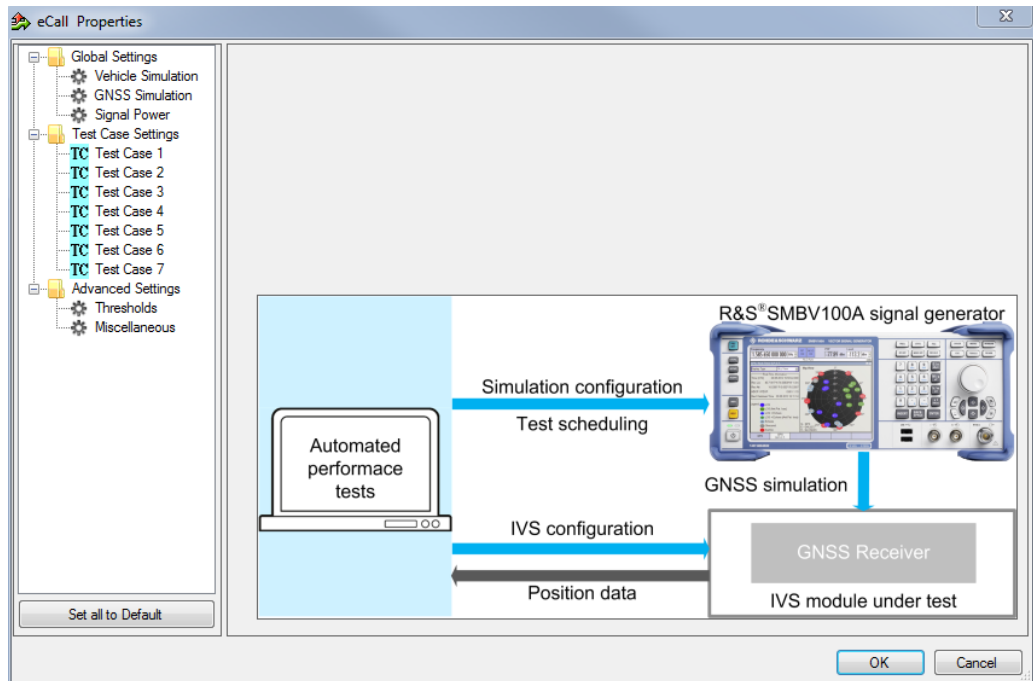 eCall Properties
Global Settings
Vehicle Simulation
GNSS Simulation
Signal Power
Test Case Settings
TC Test Case 1
TC Test Case 2
TC Test Case 3
TC Test Case 4
TC Test Case 5
TC Test Case 6
TC Test Case 7
Advanced Settings
Thresholds
Miscellaneous
Set all to Default
R&S®SMBV100A signal generator
ROHDE&SCHWARZ
Simulation configuration
Test scheduling
Automated
performace
tests
GNSS simulation
IVS configuration
GNSS Receiver
Position data
IVS module under test
OK
Cancel